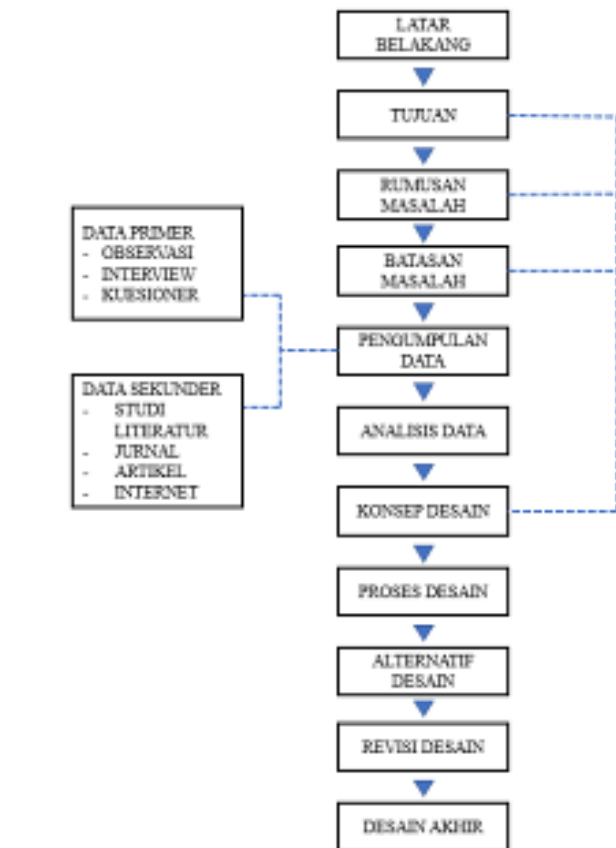 LATAR
BELAKANG
TUJUAN
RUMUSAN
MASALAH
BATASAN
MASALAH
PENGUMPULAN
DATA
ANALISIS DATA
KONSEP DESAIN
PROSES DESAIN
ALTERNATIF
DESAIN
REVISI DESAIN
DESAIN AKHIR
DATA PRIMER
- OBSERVASI
- INTERVIEW
- KUESIONER
DATA SEKUNDER
- STUDI
LITERATUR
- JURNAL
- ARTIKEL
- INTERNET